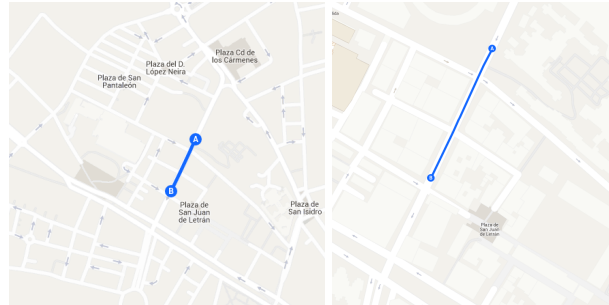 Plaza Cd de
los Cármenes
Plaza del D.
López Neira
Plaza de San
Pantaleón
A
B
Plaza de
San Juan
de Letrán
Plaza de
San Isidro
A
B
Plaza de
San Juan
de Letrán